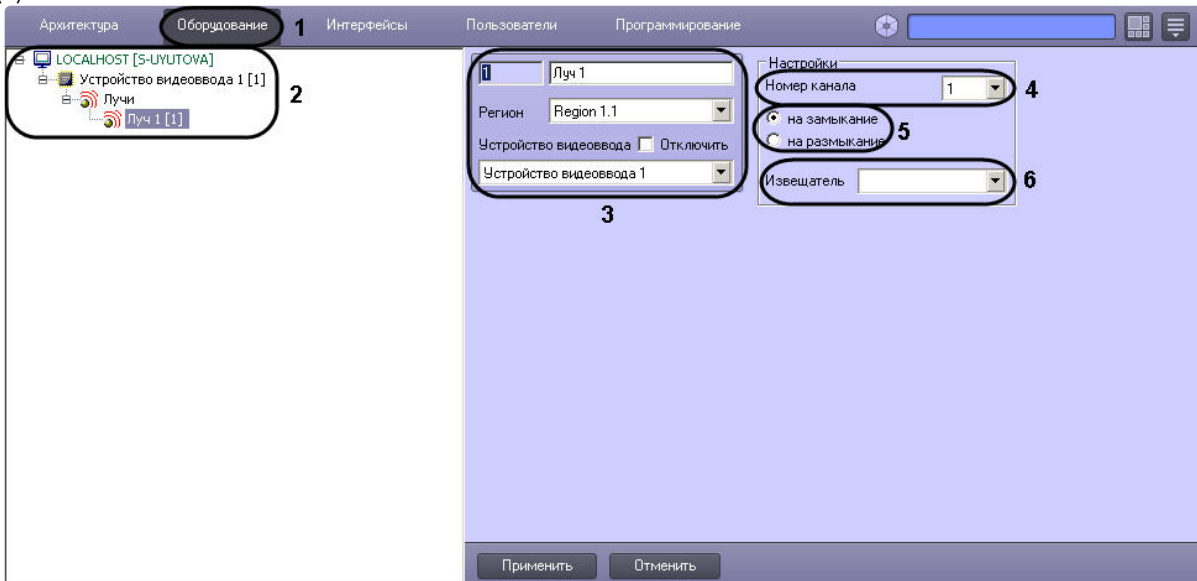 Архитектура Оборудование 1 Интерфейсы Пользователи Программирование
LOCALHOST [S-UYUTOVA]
Устройство видеоввода 1 [1]
Лучи
Луч 1 [1]
2
1 Луч 1
Регион Region 1.1
Устройство видеоввода Отключить
Устройство видеоввода 1
3
Настройки
Номер канала 1 4
на замыкание
на размыкание
5
Извещатель 6
Применить Отменить